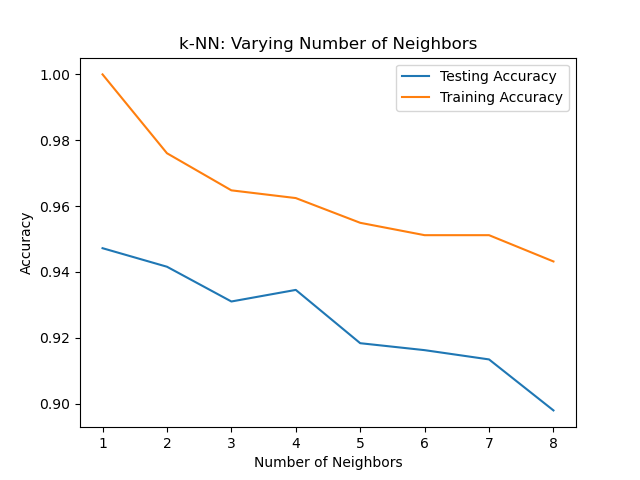 k-NN: Varying Number of Neighbors
Testing Accuracy
Training Accuracy
1.00
0.98
0.96
0.94
0.92
0.90
Accuracy
1 2 3 4 5 6 7 8
Number of Neighbors